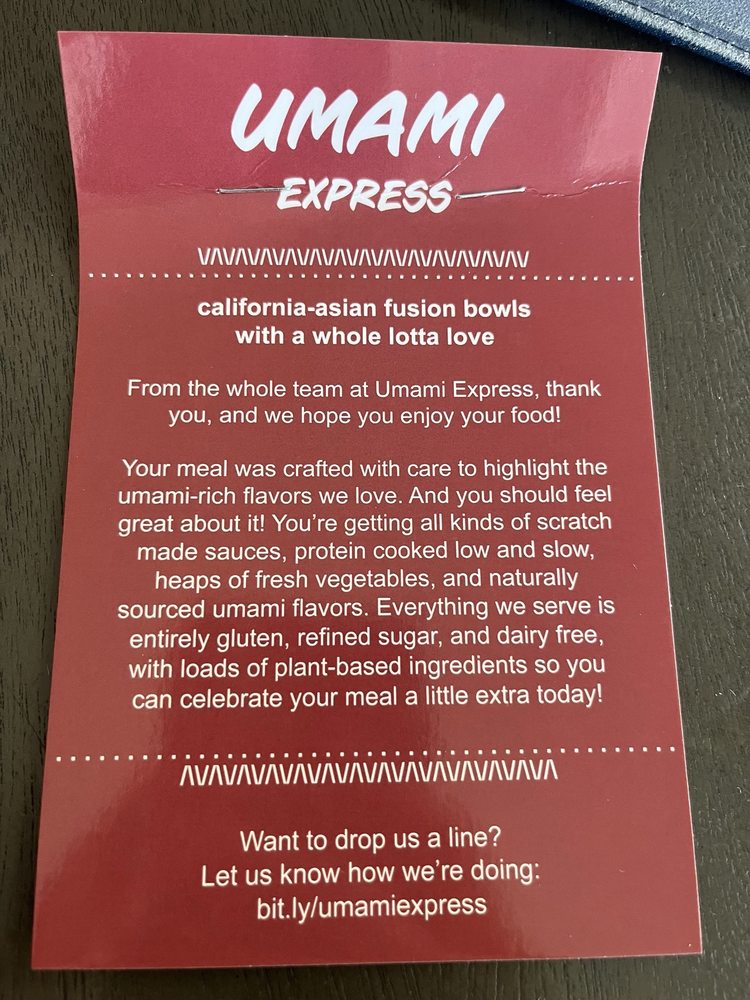 UMAMI
EXPRESS
california-asian fusion bowls
with a whole lotta love
From the whole team at Umami Express, thank
you, and we hope you enjoy your food!
Your meal was crafted with care to highlight the
umami-rich flavors we love. And you should feel
great about it! You're getting all kinds of scratch
made sauces, protein cooked low and slow,
heaps of fresh vegetables, and naturally
sourced umami flavors. Everything we serve is
entirely gluten, refined sugar, and dairy free,
with loads of plant-based ingredients so you
can celebrate your meal a little extra today!
Want to drop us a line?
Let us know how we're doing:
bit.ly/umamiexpress